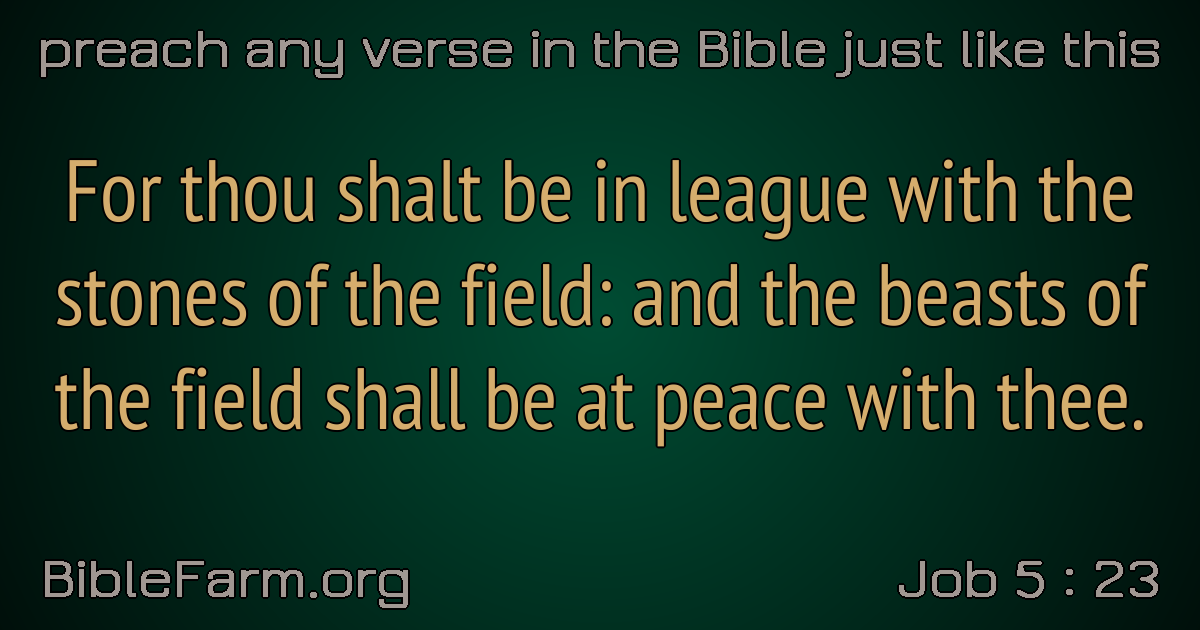 preach any verse in the Bible just like this
For thou shalt be in league with the
stones of the field: and the beasts of
the field shall be at peace with thee.
BibleFarm.org
Job 5 : 23